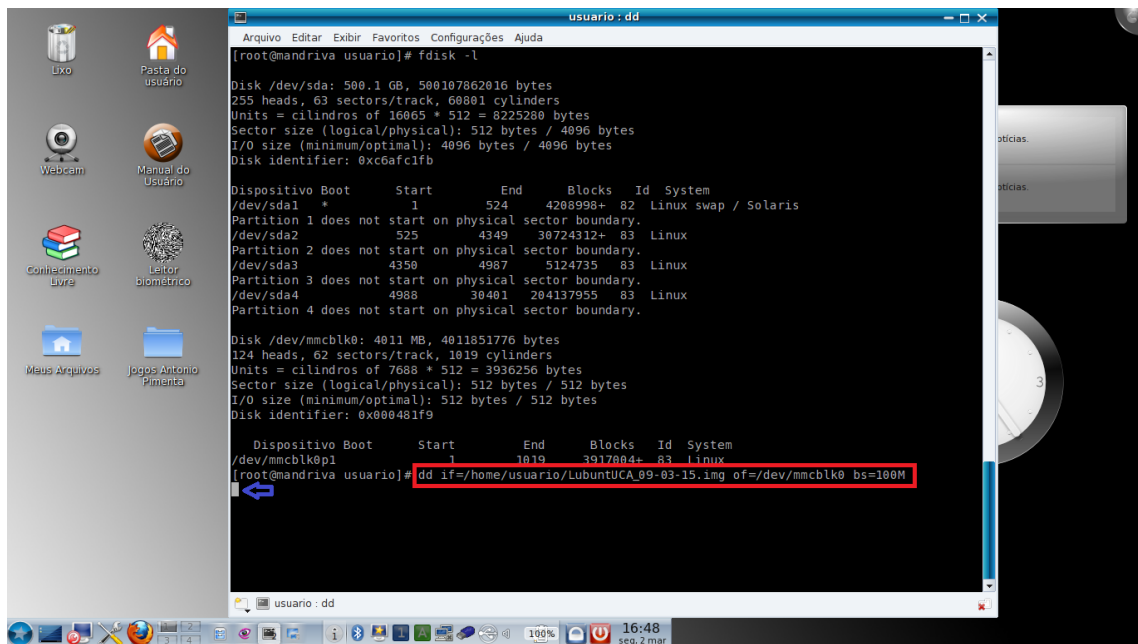 usuario : dd
Arquivo Editar Exibir Favoritos Configurações Ajuda
[root@mandriva usuario]# fdisk -l
Disk /dev/sda: 500.1 GB, 500107862016 bytes
255 heads, 63 sectors/track, 60801 cylinders
Units = cilindros of 16065 * 512 = 8225280 bytes
Sector size (logical/physical): 512 bytes / 4096 bytes
I/O size (minimum/optimal): 4096 bytes / 4096 bytes
Disk identifier: 0xc6afc1fb
Dispositivo Boot Start End Blocks Id System
/dev/sda1 * 1 524 4208998+ 82 Linux swap / Solaris
Partition 1 does not start on physical sector boundary.
/dev/sda2 525 4349 30724312+ 83 Linux
Partition 2 does not start on physical sector boundary.
/dev/sda3 4350 4987 5124735 83 Linux
Partition 3 does not start on physical sector boundary.
/dev/sda4 4988 30401 204137955 83 Linux
Partition 4 does not start on physical sector boundary.
Disk /dev/mmcblk0: 4011 MB, 4011851776 bytes
124 heads, 62 sectors/track, 1019 cylinders
Units = cilindros of 7688 * 512 = 3936256 bytes
Sector size (logical/physical): 512 bytes / 512 bytes
I/O size (minimum/optimal): 512 bytes / 512 bytes
Disk identifier: 0x000481f9
Dispositivo Boot Start End Blocks Id System
/dev/mmcblk0p1 1 1019 3917004+ 83 Linux
[root@mandriva usuario]# dd if=/home/usuario/LubuntUCA_09-03-15.img of=/dev/mmcblk0 bs=100M
usuario : dd
Lixo
Pasta do
usuário
Webcam
Manual do
Usuário
Conhecimento
Livre
Leitor
biométrico
Meus Arquivos
Jogos Antonio
Pimenta
otícias.
otícias.
3
2
3 4
i
1
A
100%
16:48
seg, 2 mar